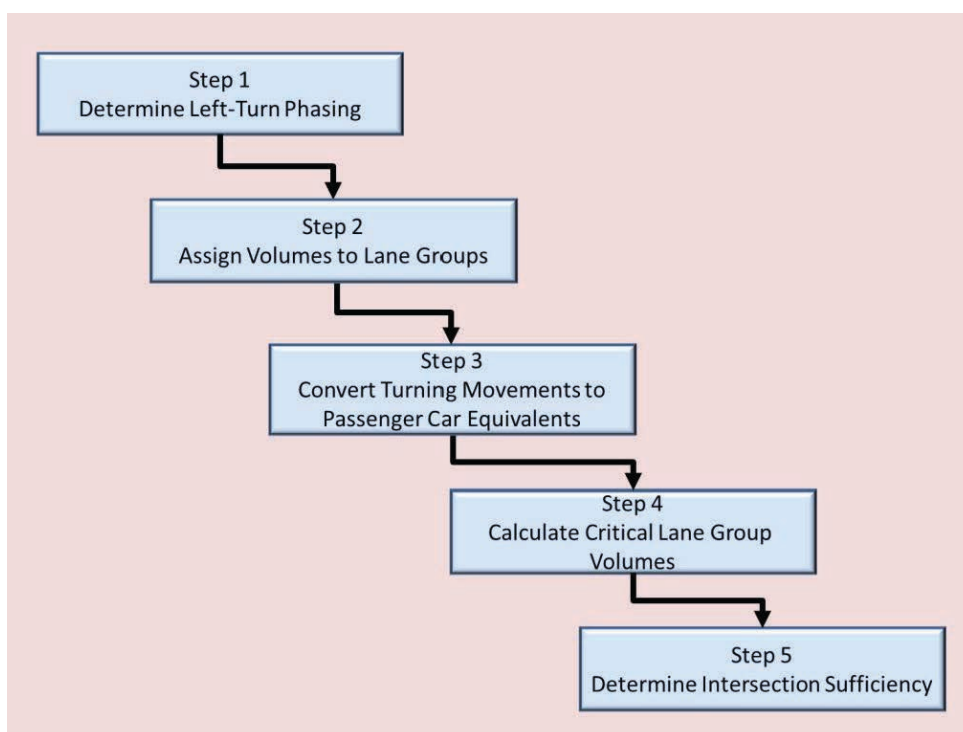 Step 1
Determine Left-Turn Phasing
Step 2
Assign Volumes to Lane Groups
Step 3
Convert Turning Movements to
Passenger Car Equivalents
Step 4
Calculate Critical Lane Group
Volumes
Step 5
Determine Intersection Sufficiency